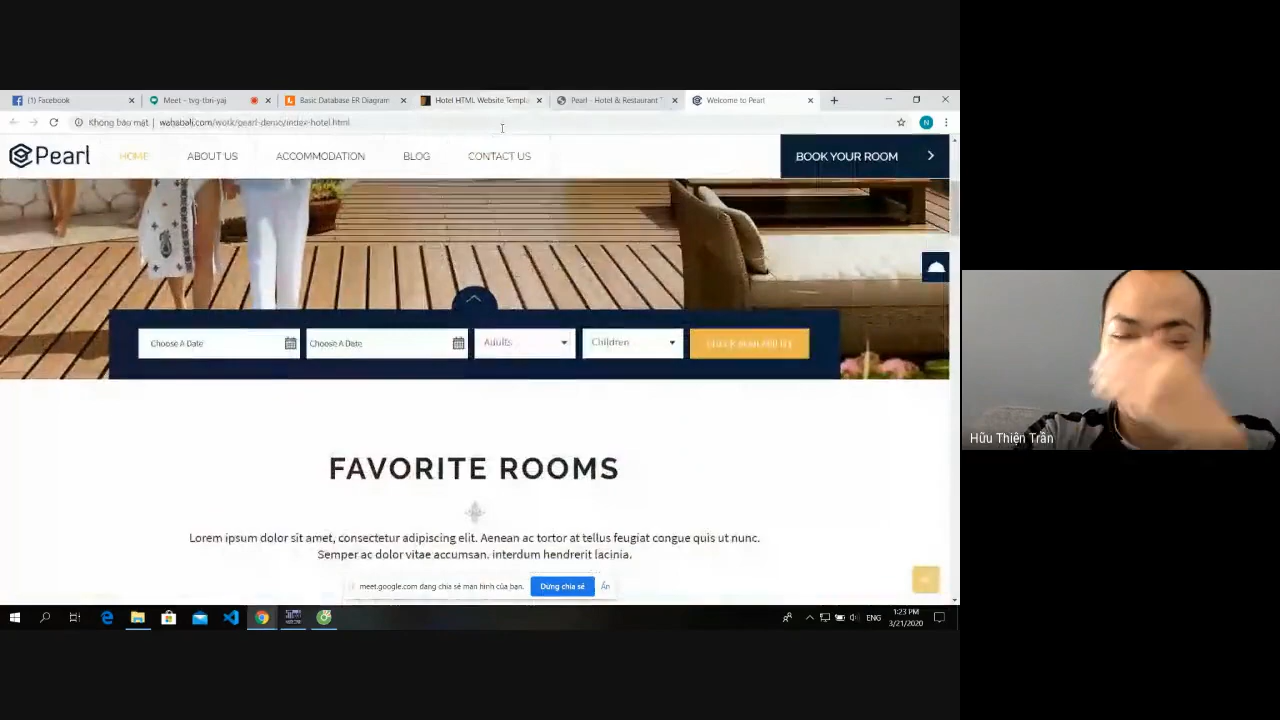 (1) Facebook
Meet – tvg-tbri-yaj
Basic Database ER Diagram
Hotel HTML Website Templa
Pearl - Hotel & Restaurant T
Welcome to Pearl
Không bảo mật | wahabali.com/work/pearl-demo/index-hotel.html
N
Pearl
HOME
ABOUT US
ACCOMMODATION
BLOG
CONTACT US
BOOK YOUR ROOM
Choose A Date
Choose A Date
Adults
Children
CHECK AVAILABILITY
FAVORITE ROOMS
Lorem ipsum dolor sit amet, consectetur adipiscing elit. Aenean ac tortor at tellus feugiat congue quis ut nunc.
Semper ac dolor vitae accumsan. interdum hendrerit lacinia.
meet.google.com đang chia sẻ màn hình của bạn.
Dừng chia sẻ
Ẩn
ENG
1:23 PM
3/21/2020
Hữu Thiện Trần